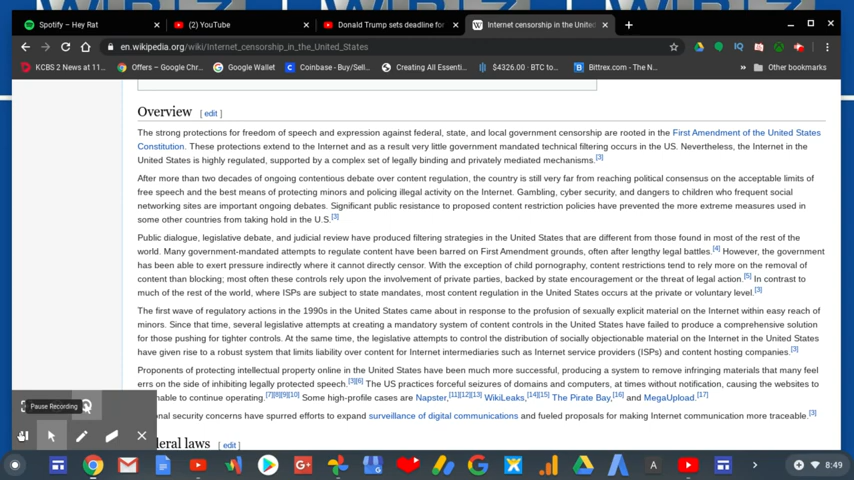 Spotify – Hey Rat
(2) YouTube
Donald Trump sets deadline for
Internet censorship in the United
en.wikipedia.org/wiki/Internet_censorship_in_the_United_States
KCBS 2 News at 11...
Offers – Google Chr...
Google Wallet
Coinbase - Buy/Sell...
Creating All Essenti...
$4326.00 · BTC to...
Bittrex.com - The N...
»
Other bookmarks
Overview [ edit ]
The strong protections for freedom of speech and expression against federal, state, and local government censorship are rooted in the First Amendment of the United States
Constitution. These protections extend to the Internet and as a result very little government mandated technical filtering occurs in the US. Nevertheless, the Internet in the
United States is highly regulated, supported by a complex set of legally binding and privately mediated mechanisms.[3]
After more than two decades of ongoing contentious debate over content regulation, the country is still very far from reaching political consensus on the acceptable limits of
free speech and the best means of protecting minors and policing illegal activity on the Internet. Gambling, cyber security, and dangers to children who frequent social
networking sites are important ongoing debates. Significant public resistance to proposed content restriction policies have prevented the more extreme measures used in
some other countries from taking hold in the U.S.[3]
Public dialogue, legislative debate, and judicial review have produced filtering strategies in the United States that are different from those found in most of the rest of the
world. Many government-mandated attempts to regulate content have been barred on First Amendment grounds, often after lengthy legal battles.[4] However, the government
has been able to exert pressure indirectly where it cannot directly censor. With the exception of child pornography, content restrictions tend to rely more on the removal of
content than blocking; most often these controls rely upon the involvement of private parties, backed by state encouragement or the threat of legal action.[5] In contrast to
much of the rest of the world, where ISPs are subject to state mandates, most content regulation in the United States occurs at the private or voluntary level.[3]
The first wave of regulatory actions in the 1990s in the United States came about in response to the profusion of sexually explicit material on the Internet within easy reach of
minors. Since that time, several legislative attempts at creating a mandatory system of content controls in the United States have failed to produce a comprehensive solution
for those pushing for tighter controls. At the same time, the legislative attempts to control the distribution of socially objectionable material on the Internet in the United States
have given rise to a robust system that limits liability over content for Internet intermediaries such as Internet service providers (ISPs) and content hosting companies.[3]
Proponents of protecting intellectual property online in the United States have been much more successful, producing a system to remove infringing materials that many feel
errs on the side of inhibiting legally protected speech.[3][6] The US practices forceful seizures of domains and computers, at times without notification, causing the websites to
nable to continue operating.[7][8][9][10] Some high-profile cases are Napster,[11][12][13] WikiLeaks,[14][15] The Pirate Bay,[16] and MegaUpload.[17]
onal security concerns have spurred efforts to expand surveillance of digital communications and fueled proposals for making Internet communication more traceable.[3]
deral laws [ edit ]
Pause Recording
8:49